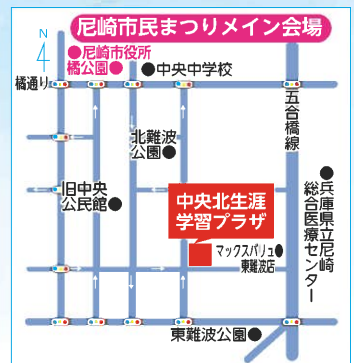 尼崎市民まつりメイン会場
N
●尼崎市役所
橘公園●
●中央中学校
橘通り
五合橋線
北難波
公園●
旧中央
公民館●
中央北生涯
学習プラザ
●兵庫県立尼崎
総合医療センター
マックスバリュ●
東難波店
東難波公園●